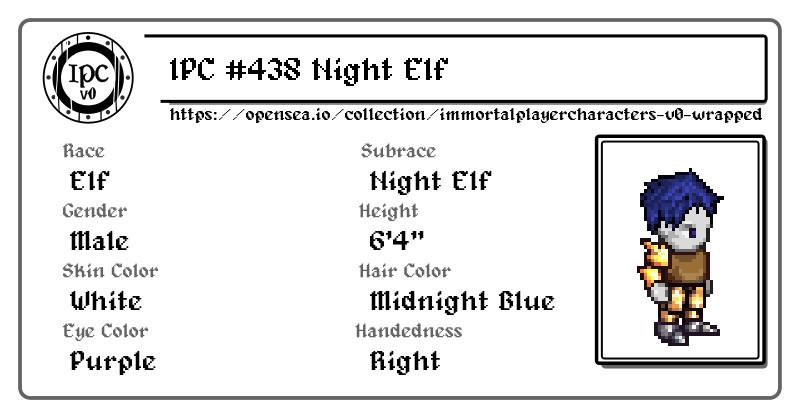 IPC
v0
IPC #438 Night Elf
https://opensea.io/collection/immortalplayercharacters-v0-wrapped
Race
Subrace
Elf
Night Elf
Gender
Height
Male
6'4"
Skin Color
Hair Color
White
Midnight Blue
Eye Color
Handedness
Purple
Right